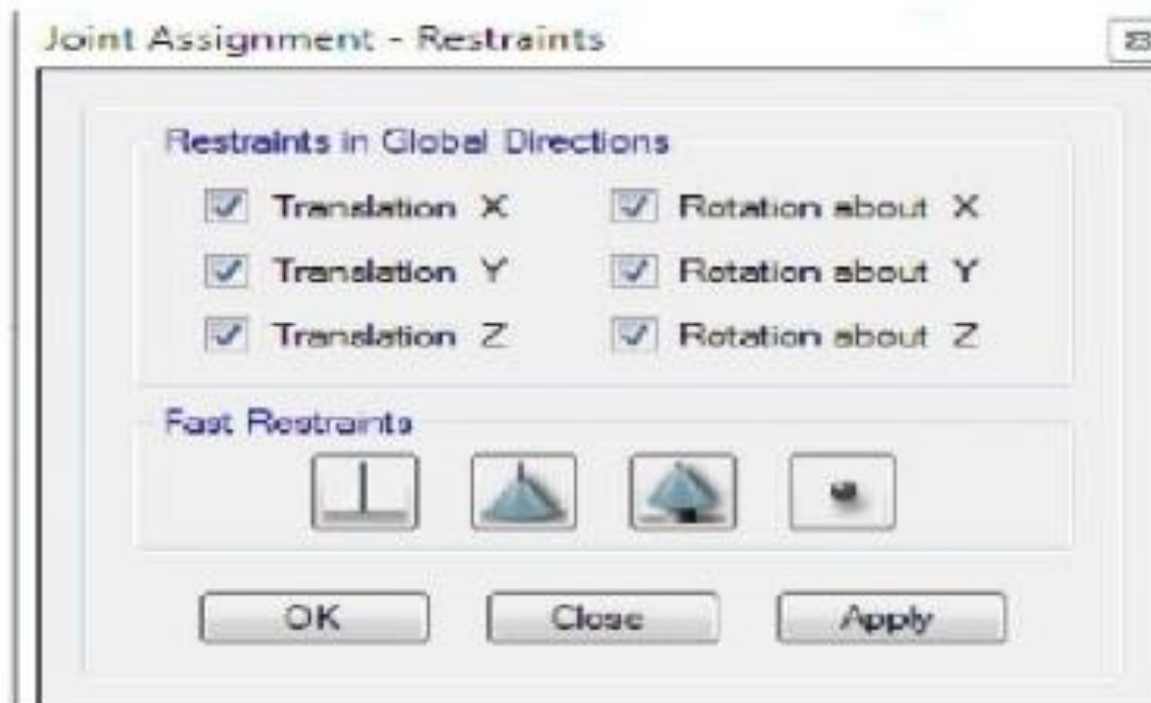 Joint Assignment - Restraints
Restraints in Global Directions
Translation X Rotation about X
Translation Y Rotation about Y
Translation Z Rotation about Z
Fast Restraints
OK Close Apply